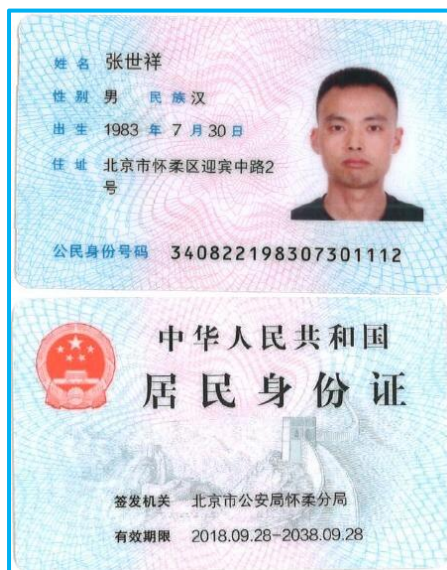 姓名 张世祥
性别 男 民族 汉
出生 1983 年 7 月 30 日
住址 北京市怀柔区迎宾中路2
号
公民身份号码 340822198307301112
中华人民共和国
居民身份证
签发机关 北京市公安局怀柔分局
有效期限 2018.09.28-2038.09.28